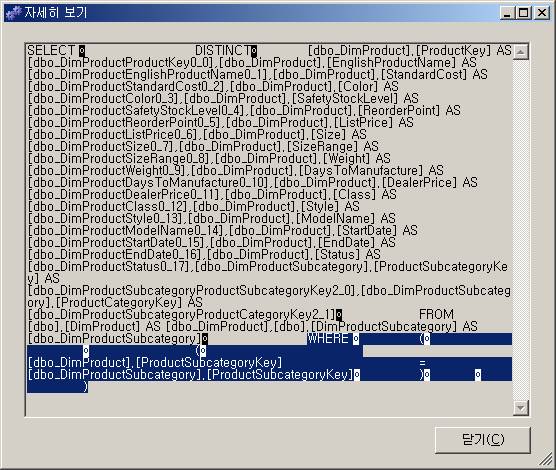 자세히 보기
SELECT DISTINCT [dbo_DimProduct].[ProductKey] AS
[dbo_DimProductProductKey0_0],[dbo_DimProduct].[EnglishProductName] AS
[dbo_DimProductEnglishProductName0_1],[dbo_DimProduct].[StandardCost] AS
[dbo_DimProductStandardCost0_2],[dbo_DimProduct].[Color] AS
[dbo_DimProductColor0_3],[dbo_DimProduct].[SafetyStockLevel] AS
[dbo_DimProductSafetyStockLevel0_4],[dbo_DimProduct].[ReorderPoint] AS
[dbo_DimProductReorderPoint0_5],[dbo_DimProduct].[ListPrice] AS
[dbo_DimProductListPrice0_6],[dbo_DimProduct].[Size] AS
[dbo_DimProductSize0_7],[dbo_DimProduct].[SizeRange] AS
[dbo_DimProductSizeRange0_8],[dbo_DimProduct].[Weight] AS
[dbo_DimProductWeight0_9],[dbo_DimProduct].[DaysToManufacture] AS
[dbo_DimProductDaysToManufacture0_10],[dbo_DimProduct].[DealerPrice] AS
[dbo_DimProductDealerPrice0_11],[dbo_DimProduct].[Class] AS
[dbo_DimProductClass0_12],[dbo_DimProduct].[Style] AS
[dbo_DimProductStyle0_13],[dbo_DimProduct].[ModelName] AS
[dbo_DimProductModelName0_14],[dbo_DimProduct].[StartDate] AS
[dbo_DimProductStartDate0_15],[dbo_DimProduct].[EndDate] AS
[dbo_DimProductEndDate0_16],[dbo_DimProduct].[Status] AS
[dbo_DimProductStatus0_17],[dbo_DimProductSubcategory].[ProductSubcategoryKe
y] AS
[dbo_DimProductSubcategoryProductSubcategoryKey2_0],[dbo_DimProductSubcateg
ory].[ProductCategoryKey] AS
[dbo_DimProductSubcategoryProductCategoryKey2_1] FROM
[dbo].[DimProduct] AS [dbo_DimProduct],[dbo].[DimProductSubcategory] AS
[dbo_DimProductSubcategory] WHERE (
(
[dbo_DimProduct].[ProductSubcategoryKey] =
[dbo_DimProductSubcategory].[ProductSubcategoryKey] )
)
닫기(C)